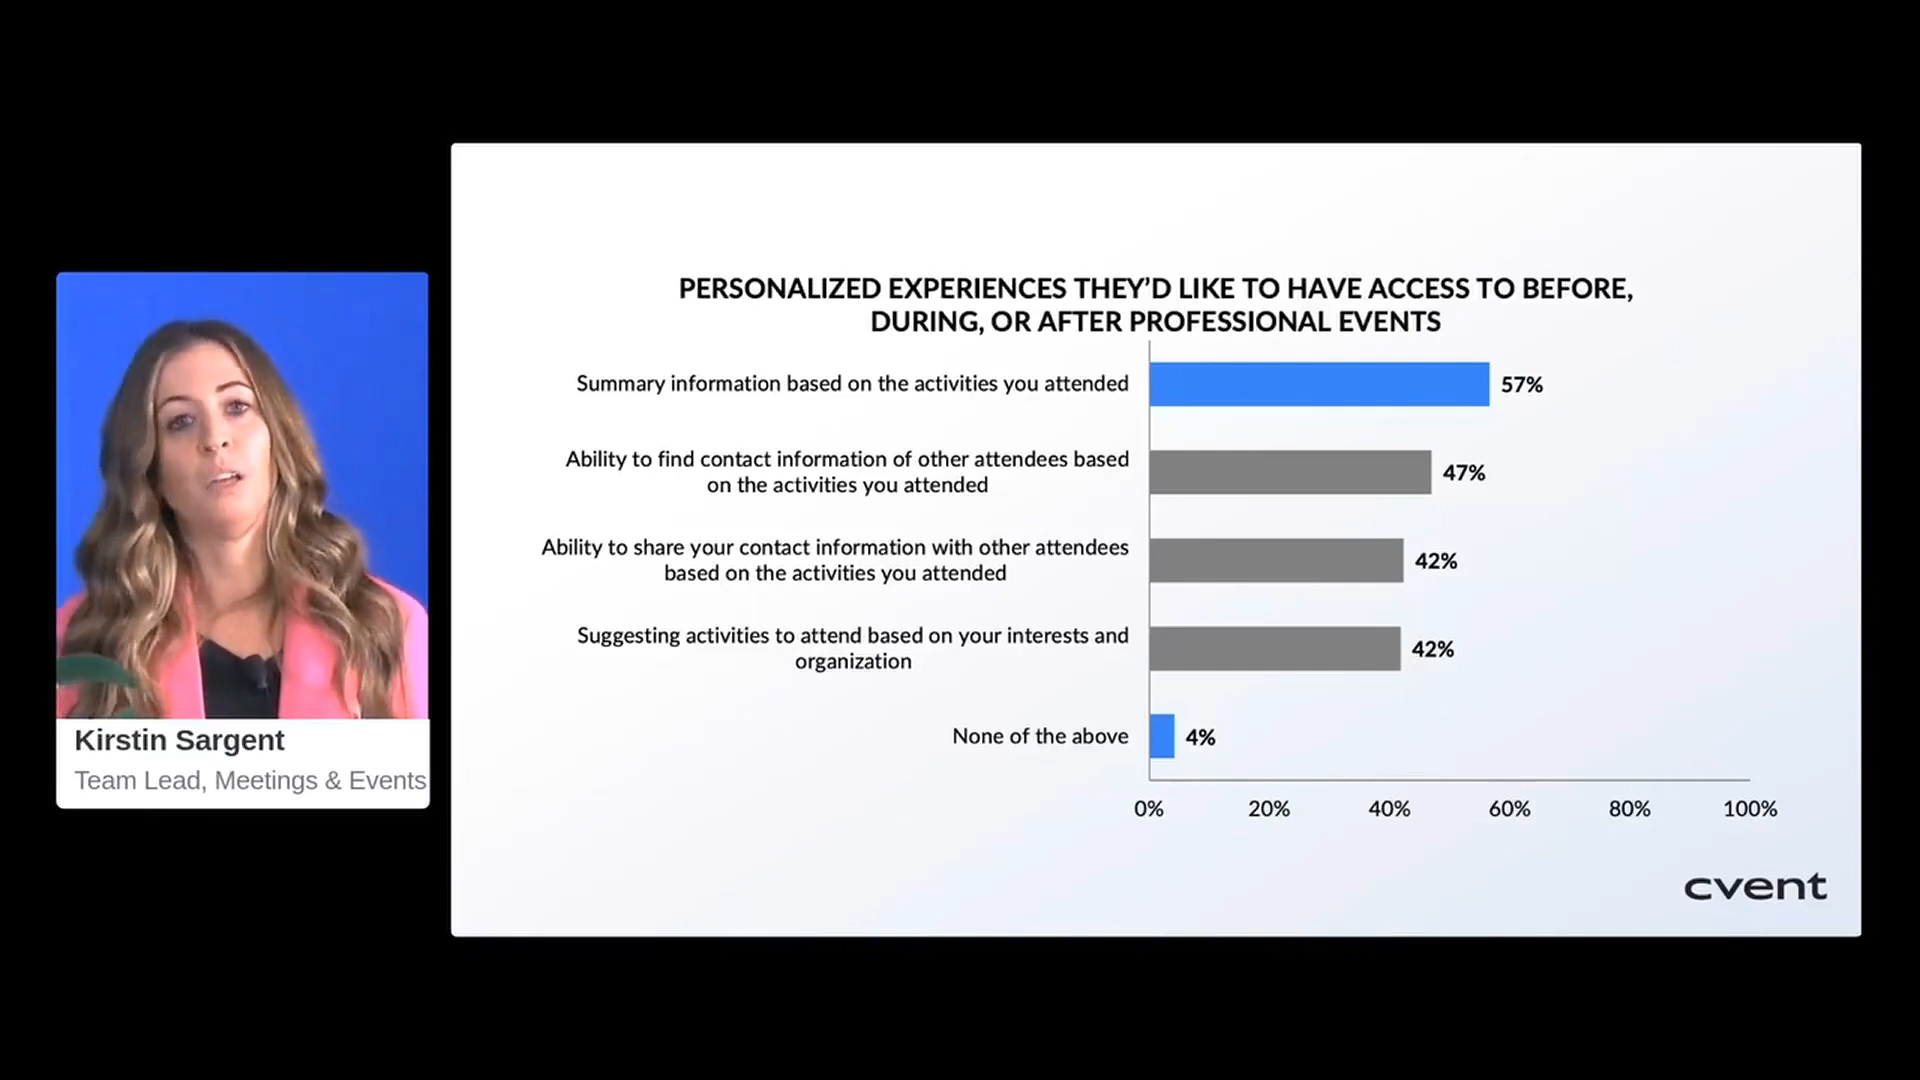 PERSONALIZED EXPERIENCES THEY’D LIKE TO HAVE ACCESS TO BEFORE,
DURING, OR AFTER PROFESSIONAL EVENTS
Summary information based on the activities you attended
57%
Ability to find contact information of other attendees based
on the activities you attended
47%
Ability to share your contact information with other attendees
based on the activities you attended
42%
Suggesting activities to attend based on your interests and
organization
42%
None of the above
4%
0% 20% 40% 60% 80% 100%
cvent
Kirstin Sargent
Team Lead, Meetings & Events